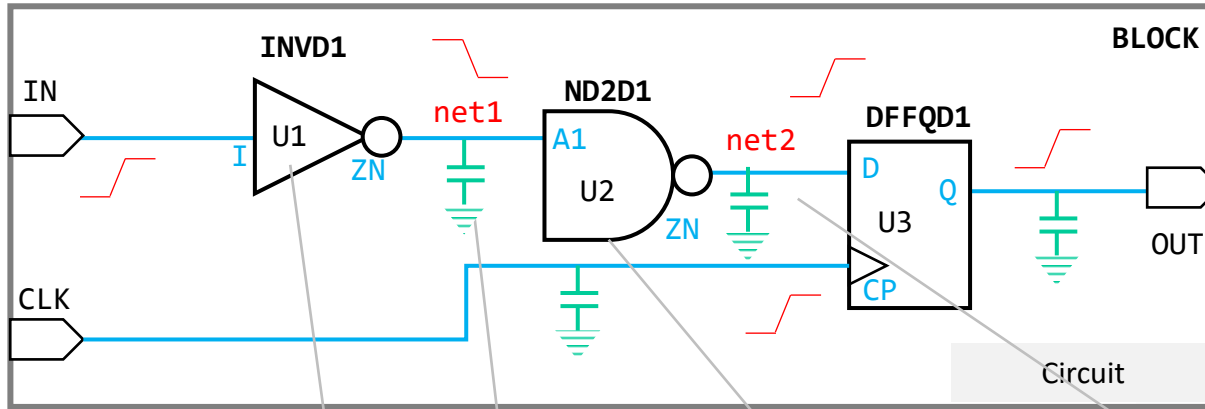 INVD1
BLOCK
IN
net1
ND2D1
DFFQD1
I
U1
ZN
A1
U2
ZN
net2
D
Q
U3
CP
OUT
CLK
Circuit